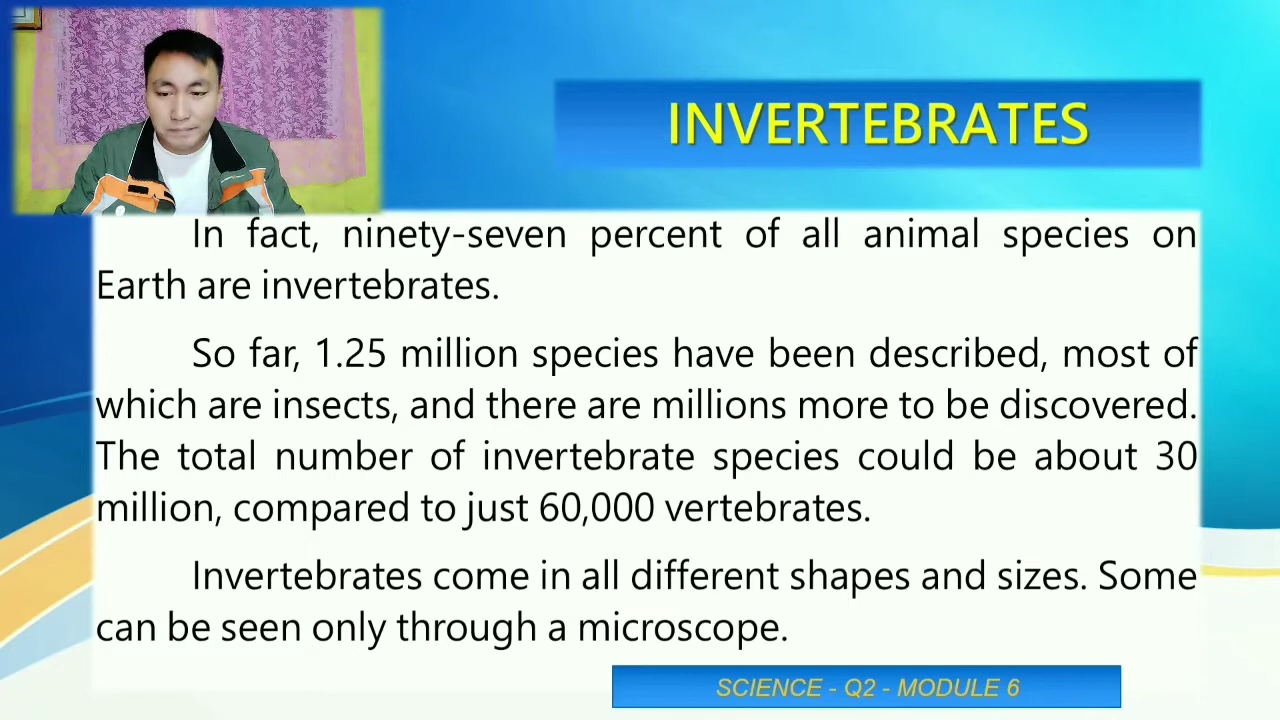 INVERTEBRATES
In fact, ninety-seven percent of all animal species on
Earth are invertebrates.
So far, 1.25 million species have been described, most of
which are insects, and there are millions more to be discovered.
The total number of invertebrate species could be about 30
million, compared to just 60,000 vertebrates.
Invertebrates come in all different shapes and sizes. Some
can be seen only through a microscope.
SCIENCE - Q2 - MODULE 6